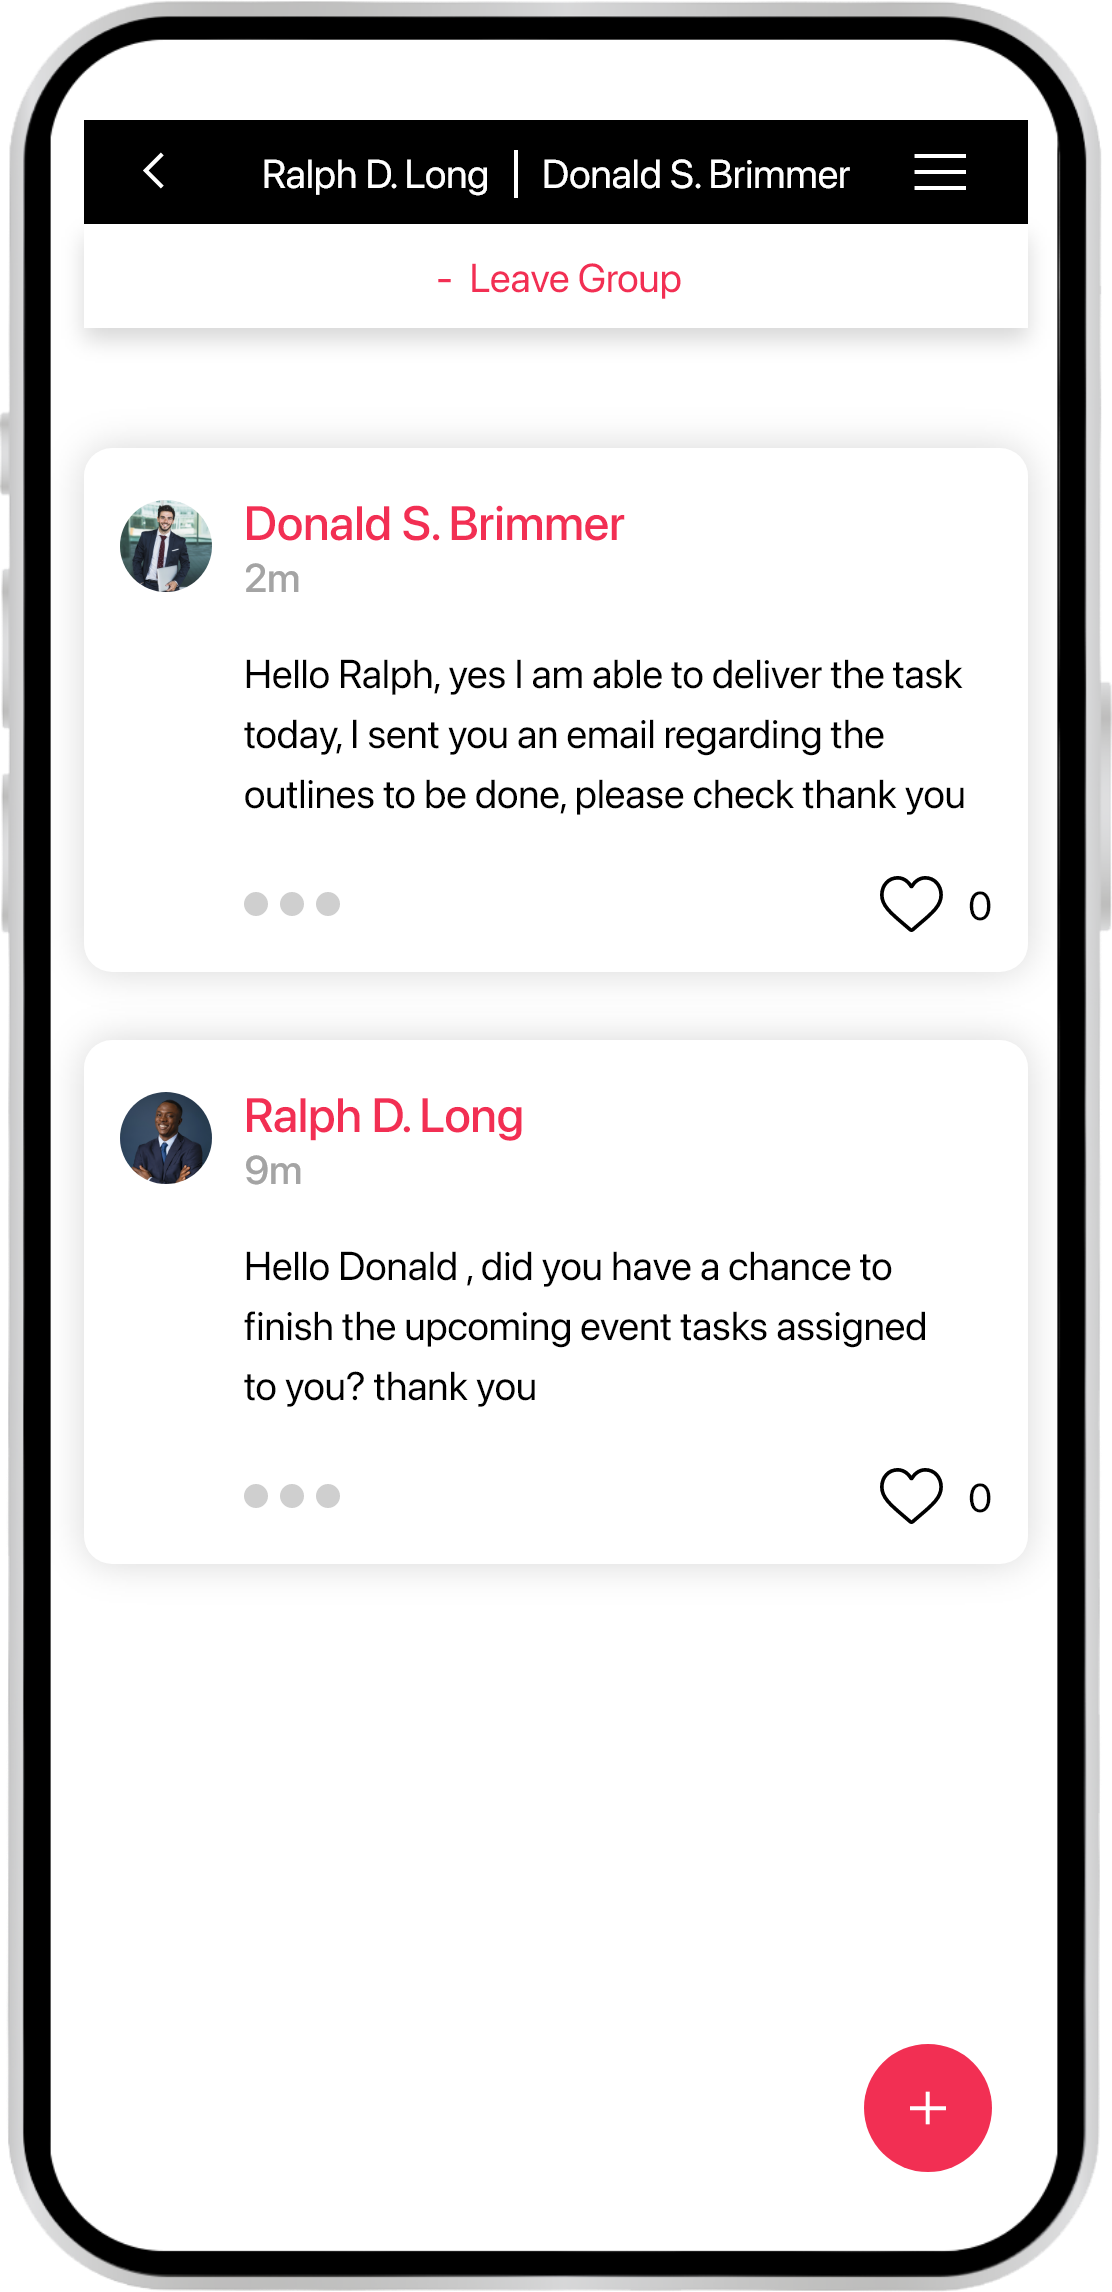 Ralph D. Long | Donald S. Brimmer
- Leave Group
Donald S. Brimmer
2m
Hello Ralph, yes I am able to deliver the task
today, I sent you an email regarding the
outlines to be done, please check thank you
0
Ralph D. Long
9m
Hello Donald , did you have a chance to
finish the upcoming event tasks assigned
to you? thank you
0